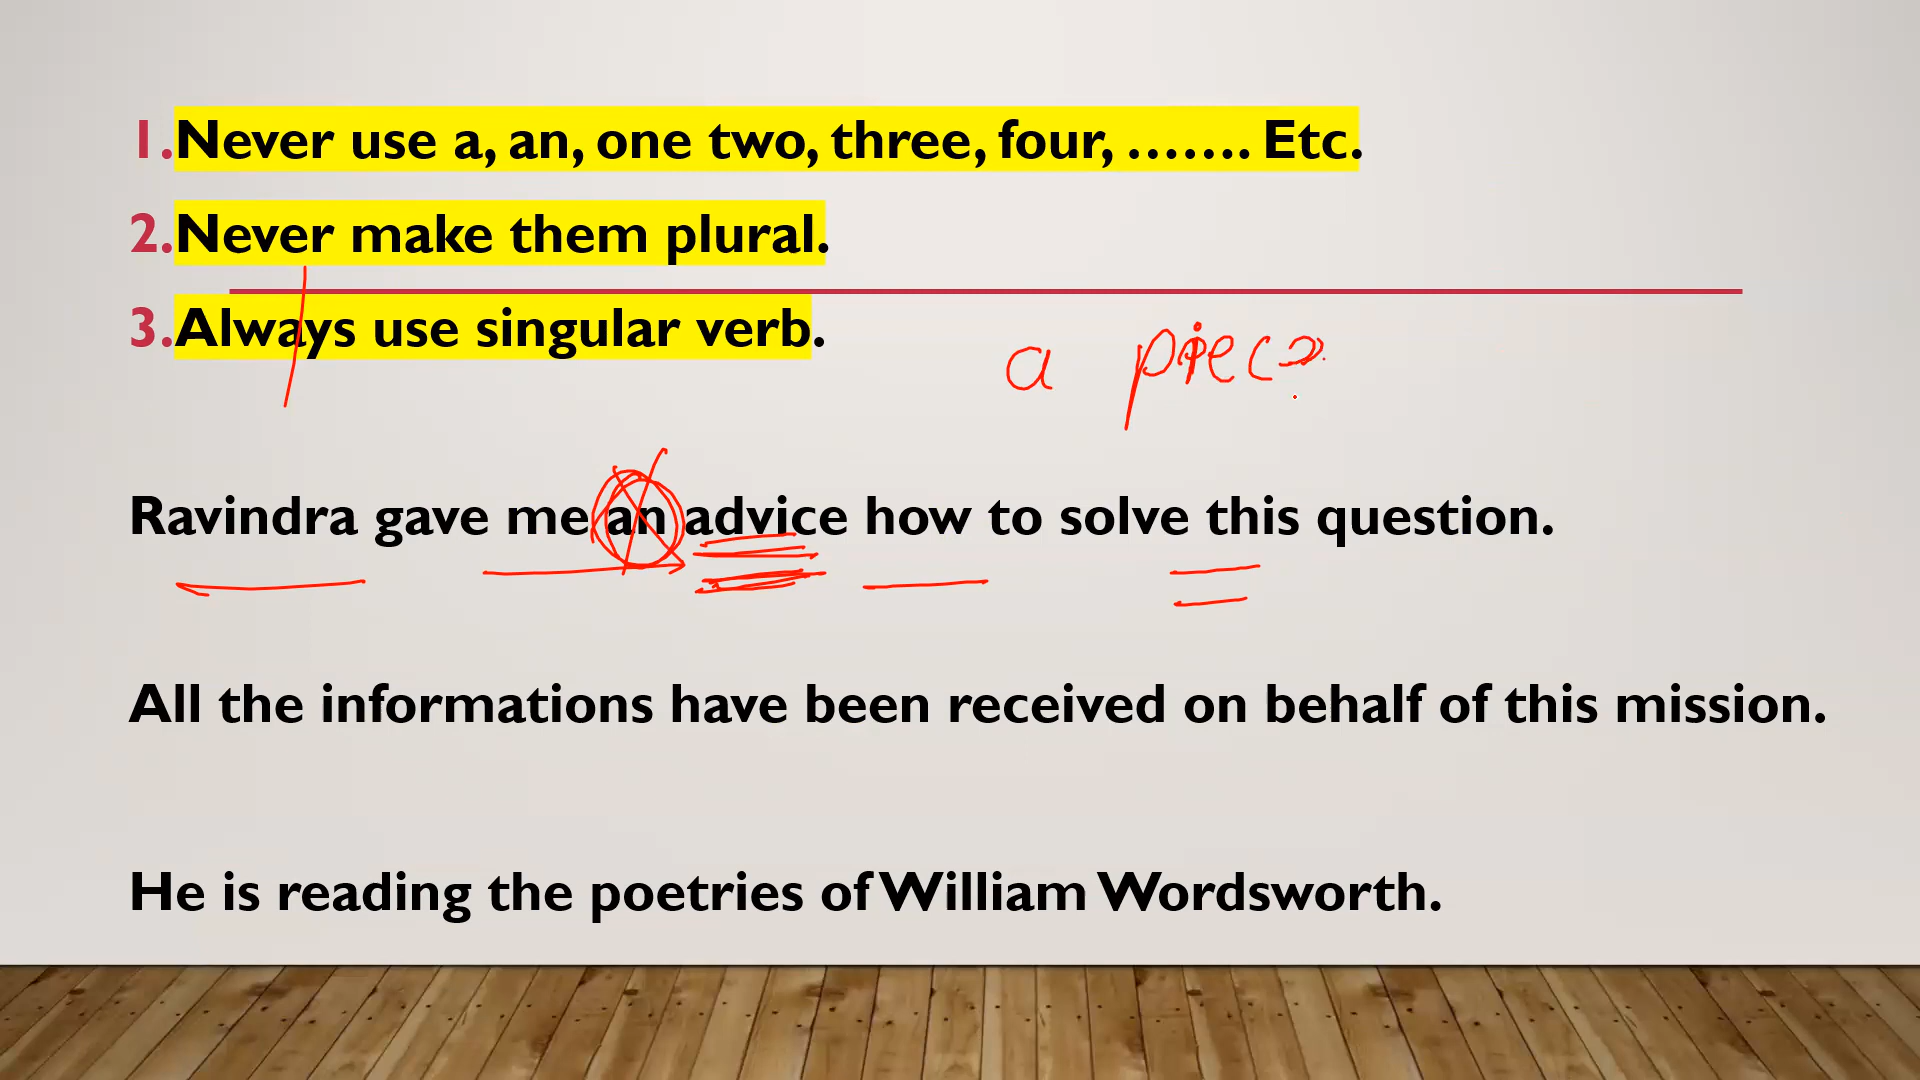 1. Never use a, an, one two, three, four, ....... Etc.
2. Never make them plural.
3. Always use singular verb.
a piece
Ravindra gave me an advice how to solve this question.
All the informations have been received on behalf of this mission.
He is reading the poetries of William Wordsworth.